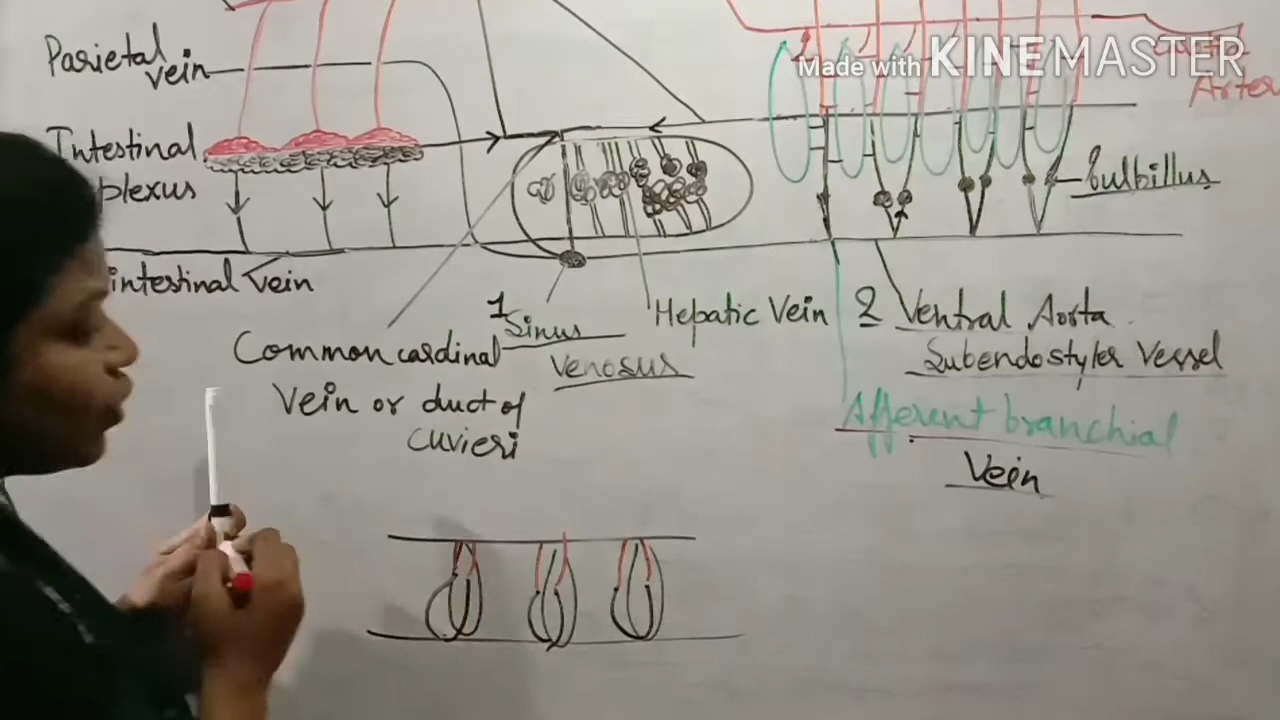 Made with KINEMASTER
Parietal
vein
Artery
Intestinal
plexus
Bulbillus
intestinal Vein
1 Sinus
Venosus
Hepatic Vein
2 Ventral Aorta
Subendostyler Vessel
Common cardinal
Vein or duct of
Cuvieri
Afferent branchial
Vein